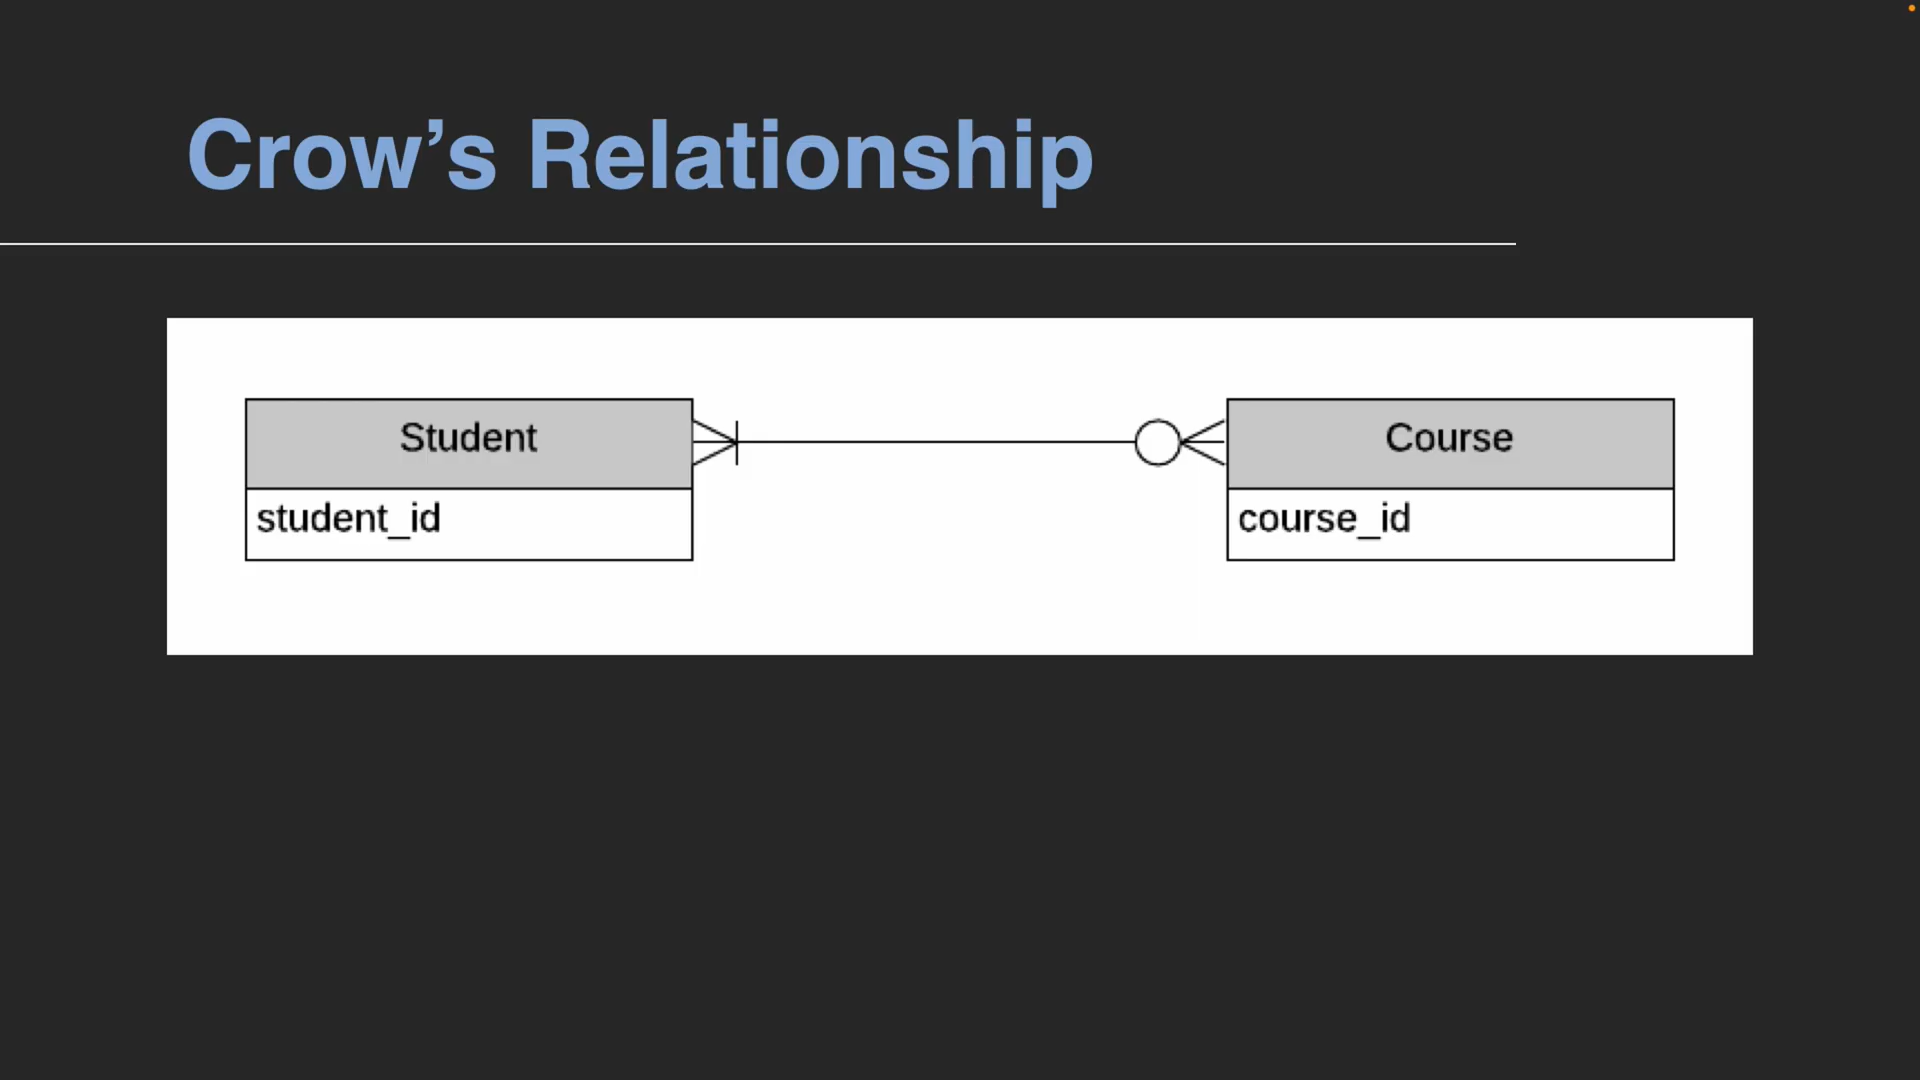 Crow’s Relationship
Student
student_id
Course
course_id